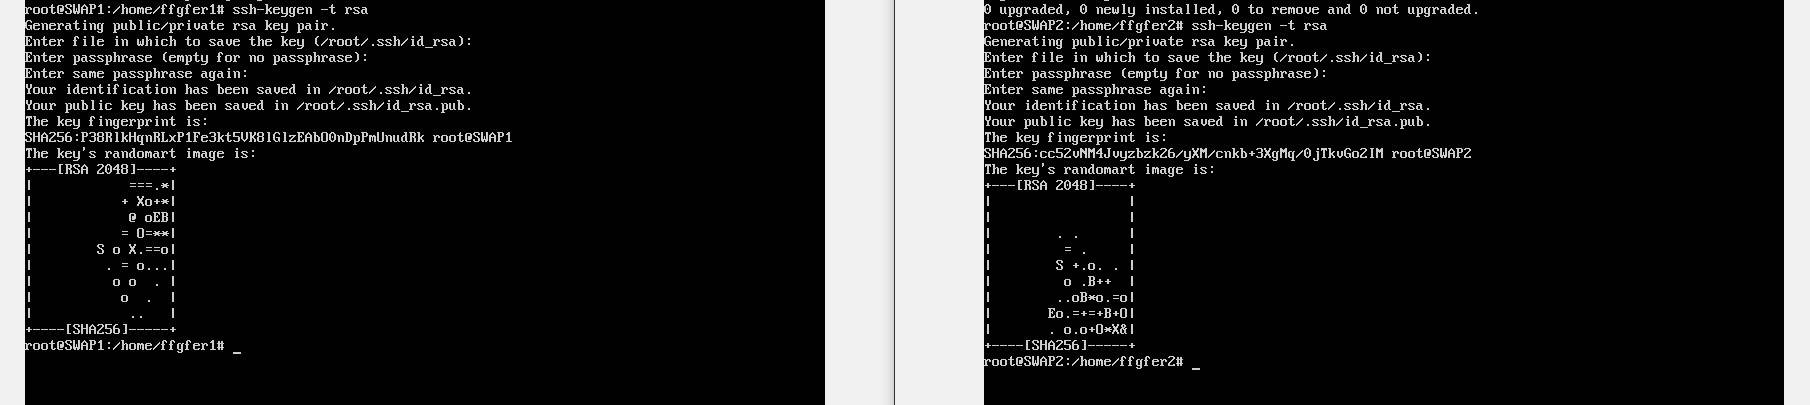 root@SWAP1:/home/ffgfer1# ssh-keygen -t rsa
Generating public/private rsa key pair.
Enter file in which to save the key (/root/.ssh/id_rsa):
Enter passphrase (empty for no passphrase):
Enter same passphrase again:
Your identification has been saved in /root/.ssh/id_rsa.
Your public key has been saved in /root/.ssh/id_rsa.pub.
The key fingerprint is:
SHA256:P38RlkHqnRLxP1Fe3kt5VK8lGlzEAbO0nDpPmUnudRk root@SWAP1
The key's randomart image is:
+---[RSA 2048]----+
|            ===.*|
|           + Xo+*|
|            @ oEB|
|           = O=**|
|        S o X.==o|
|         . = o...|
|          o o  . |
|           o  .  |
|            ..   |
+----[SHA256]-----+
root@SWAP1:/home/ffgfer1# _
0 upgraded, 0 newly installed, 0 to remove and 0 not upgraded.
root@SWAP2:/home/ffgfer2# ssh-keygen -t rsa
Generating public/private rsa key pair.
Enter file in which to save the key (/root/.ssh/id_rsa):
Enter passphrase (empty for no passphrase):
Enter same passphrase again:
Your identification has been saved in /root/.ssh/id_rsa.
Your public key has been saved in /root/.ssh/id_rsa.pub.
The key fingerprint is:
SHA256:cc52vNM4Jvyzbzk26/yXM/cnkb+3XgMq/0jTkvGo2IM root@SWAP2
The key's randomart image is:
+---[RSA 2048]----+
|                 |
|                 |
|        . .      |
|         = .     |
|        S +.o. . |
|         o .B++  |
|        ..oB*o.=o|
|       Eo.=+=+B+O|
|       . o.o+O*X&|
+----[SHA256]-----+
root@SWAP2:/home/ffgfer2# _